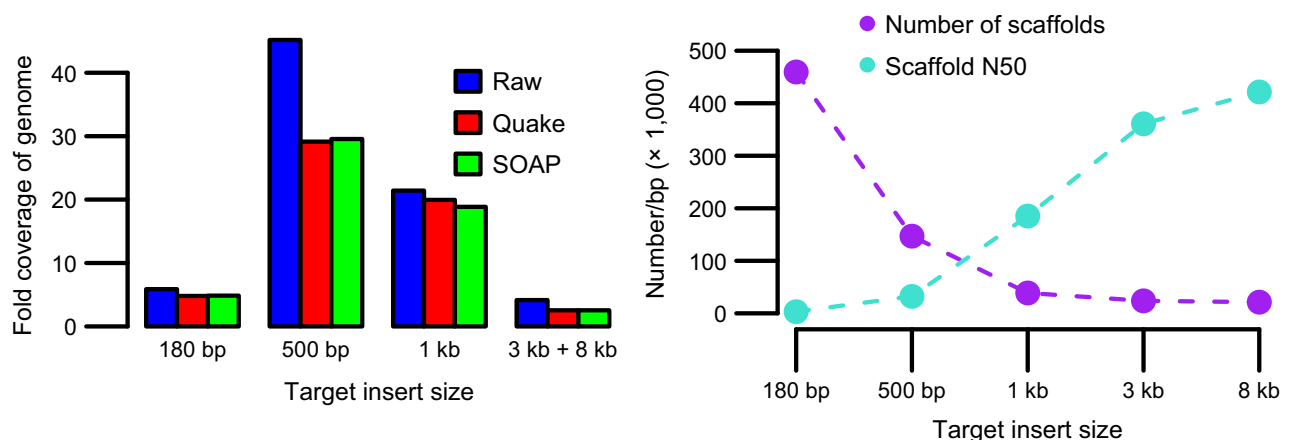 Fold coverage of genome
40
30
20
10
0
Raw
Quake
SOAP
180 bp
500 bp
1 kb
3 kb + 8 kb
Target insert size
Number of scaffolds
Scaffold N50
Number/bp (× 1,000)
500
400
300
200
100
0
180 bp
500 bp
1 kb
3 kb
8 kb
Target insert size